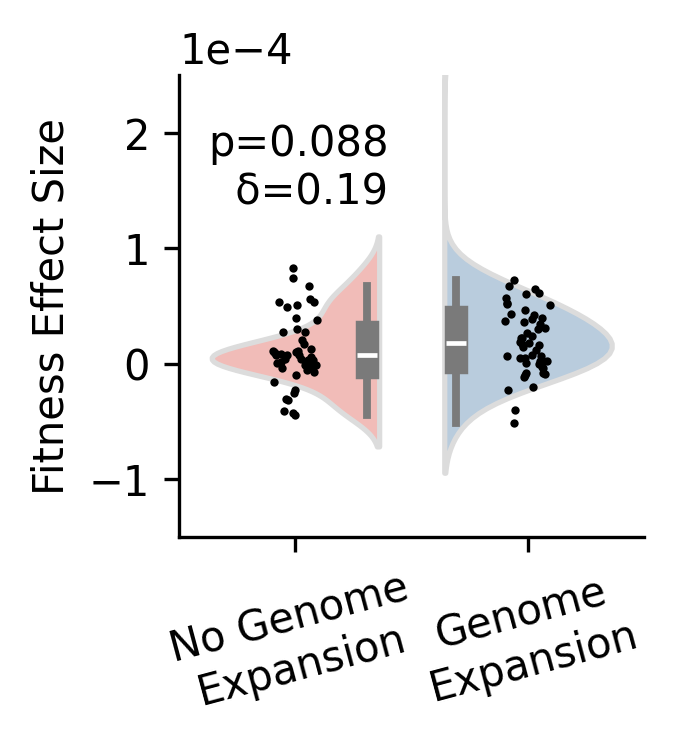 1e−4
Fitness Effect Size
2
1
0
−1
p=0.088
δ=0.19
No Genome
Expansion
Genome
Expansion